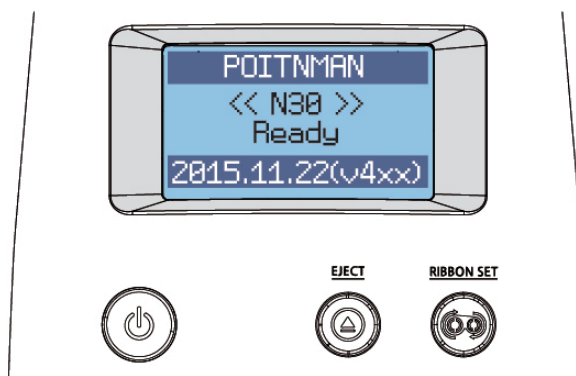 POITNMAN
<< N30 >>
Ready
2015.11.22(v4xx)
EJECT
RIBBON SET